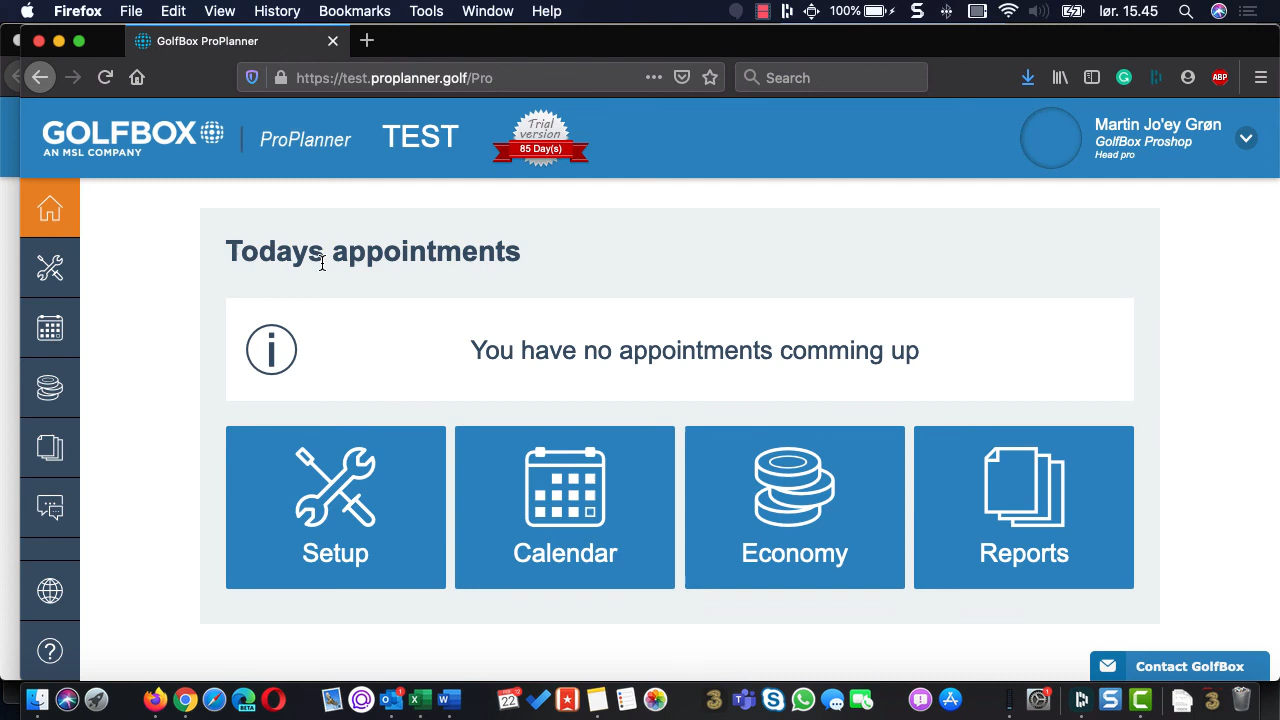 Firefox File Edit View History Bookmarks Tools Window Help 100% lør. 15.45
GolfBox ProPlanner
https://test.proplanner.golf/Pro Search ABP
GOLFBOX ProPlanner TEST
AN MSL COMPANY
Trial
version
85 Day(s)
Martin Jo'ey Grøn
GolfBox Proshop
Head pro
Todays appointments
You have no appointments comming up
Setup Calendar Economy Reports
Contact GolfBox